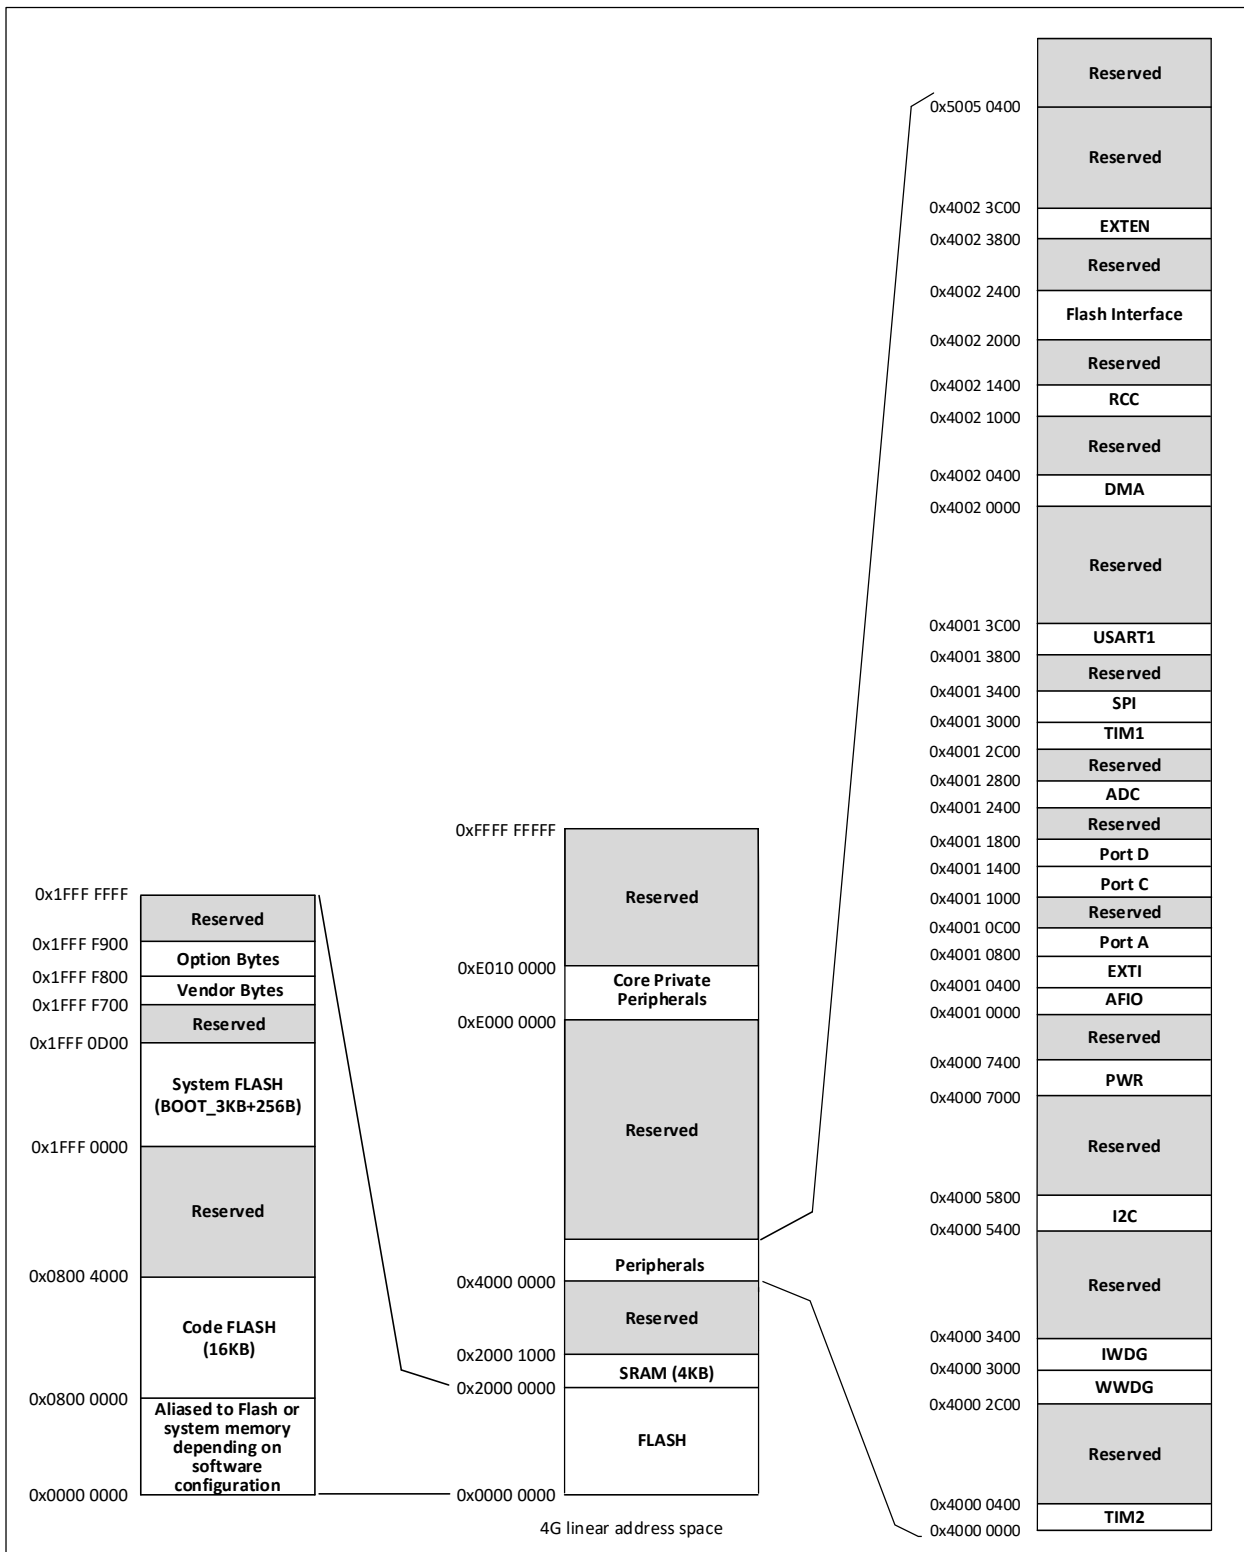 0x1FFF FFFF
Reserved
0x1FFF F900
Option Bytes
0x1FFF F800
Vendor Bytes
0x1FFF F700
Reserved
0x1FFF 0D00
System FLASH
(BOOT_3KB+256B)
0x1FFF 0000
Reserved
0x0800 4000
Code FLASH
(16KB)
0x0800 0000
Aliased to Flash or
system memory
depending on
software
configuration
0x0000 0000
0xFFFF FFFFF
Reserved
0xE010 0000
Core Private
Peripherals
0xE000 0000
Reserved
Peripherals
0x4000 0000
Reserved
0x2000 1000
SRAM (4KB)
0x2000 0000
FLASH
0x0000 0000
4G linear address space
Reserved
0x5005 0400
Reserved
0x4002 3C00
EXTEN
0x4002 3800
Reserved
0x4002 2400
Flash Interface
0x4002 2000
Reserved
0x4002 1400
RCC
0x4002 1000
Reserved
0x4002 0400
DMA
0x4002 0000
Reserved
0x4001 3C00
USART1
0x4001 3800
Reserved
0x4001 3400
SPI
0x4001 3000
TIM1
0x4001 2C00
Reserved
0x4001 2800
ADC
0x4001 2400
Reserved
0x4001 1800
Port D
0x4001 1400
Port C
0x4001 1000
Reserved
0x4001 0C00
Port A
0x4001 0800
EXTI
0x4001 0400
AFIO
0x4001 0000
Reserved
0x4000 7400
PWR
0x4000 7000
Reserved
0x4000 5800
I2C
0x4000 5400
Reserved
0x4000 3400
IWDG
0x4000 3000
WWDG
0x4000 2C00
Reserved
0x4000 0400
TIM2
0x4000 0000